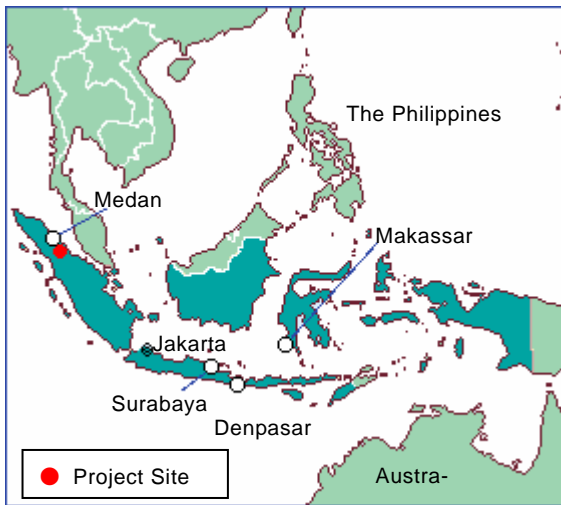 The Philippines
Medan
Makassar
Jakarta
Surabaya
Denpasar
Austra-
Project Site